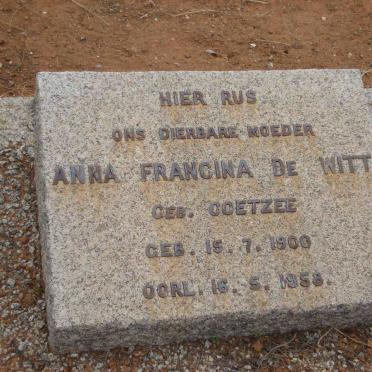 HIER RUS
ONS DIERBARE MOEDER
ANNA FRANCINA DE WITT
GEB. COETZEE
GEB. 15. 7. 1900
OORL. 16. 5. 1958.